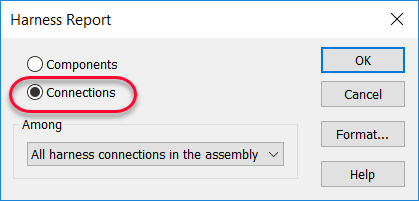 Harness Report
Components
OK
Connections
Cancel
Among
All harness connections in the assembly
Format...
Help